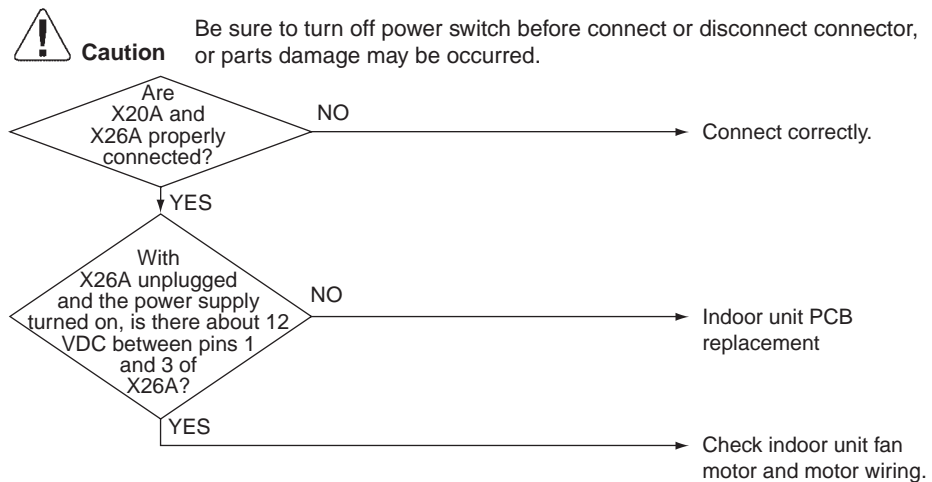 Caution
Be sure to turn off power switch before connect or disconnect connector,
or parts damage may be occurred.
Are
X20A and
X26A properly
connected?
NO
Connect correctly.
YES
With
X26A unplugged
and the power supply
turned on, is there about 12
VDC between pins 1
and 3 of
X26A?
NO
Indoor unit PCB
replacement
YES
Check indoor unit fan
motor and motor wiring.